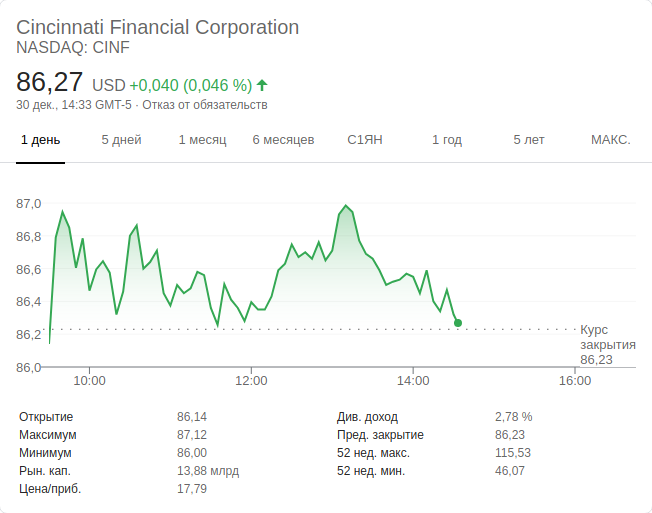 Cincinnati Financial Corporation
NASDAQ: CINF
86,27 USD +0,040 (0,046 %)
30 дек., 14:33 GMT-5 · Отказ от обязательств
1 день 5 дней 1 месяц 6 месяцев С1ЯН 1 год 5 лет МАКС.
87,0
86,8
86,6
86,4
86,2
Курс
закрытия
86,23
86,0
10:00 12:00 14:00 16:00
Открытие 86,14 Див. доход 2,78 %
Максимум 87,12 Пред. закрытие 86,23
Минимум 86,00 52 нед. макс. 115,53
Рын. кап. 13,88 млрд 52 нед. мин. 46,07
Цена/приб. 17,79